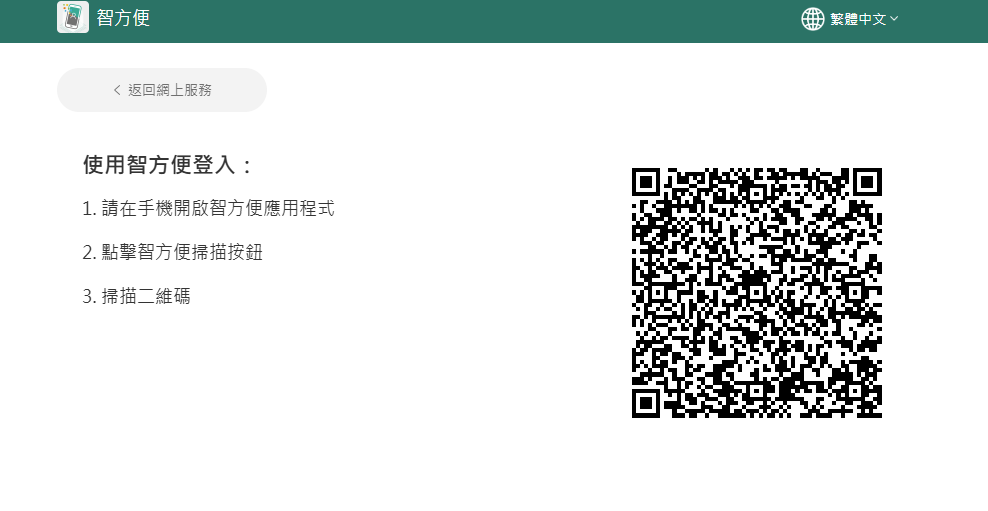 智方便
繁體中文
返回網上服務
使用智方便登入：
1. 請在手機開啟智方便應用程式
2. 點擊智方便掃描按鈕
3. 掃描二維碼